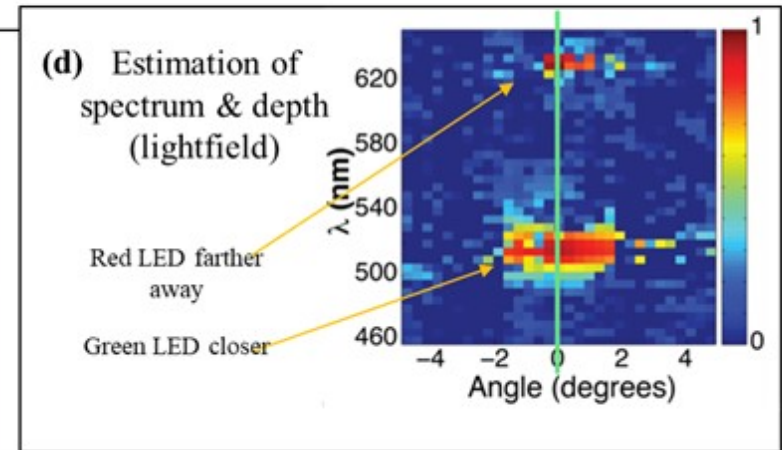 (d) Estimation of
spectrum & depth
(lightfield)
Red LED farther
away
Green LED closer
λ (nm)
620
580
540
500
460
−4 −2 0 2 4
Angle (degrees)
1
0